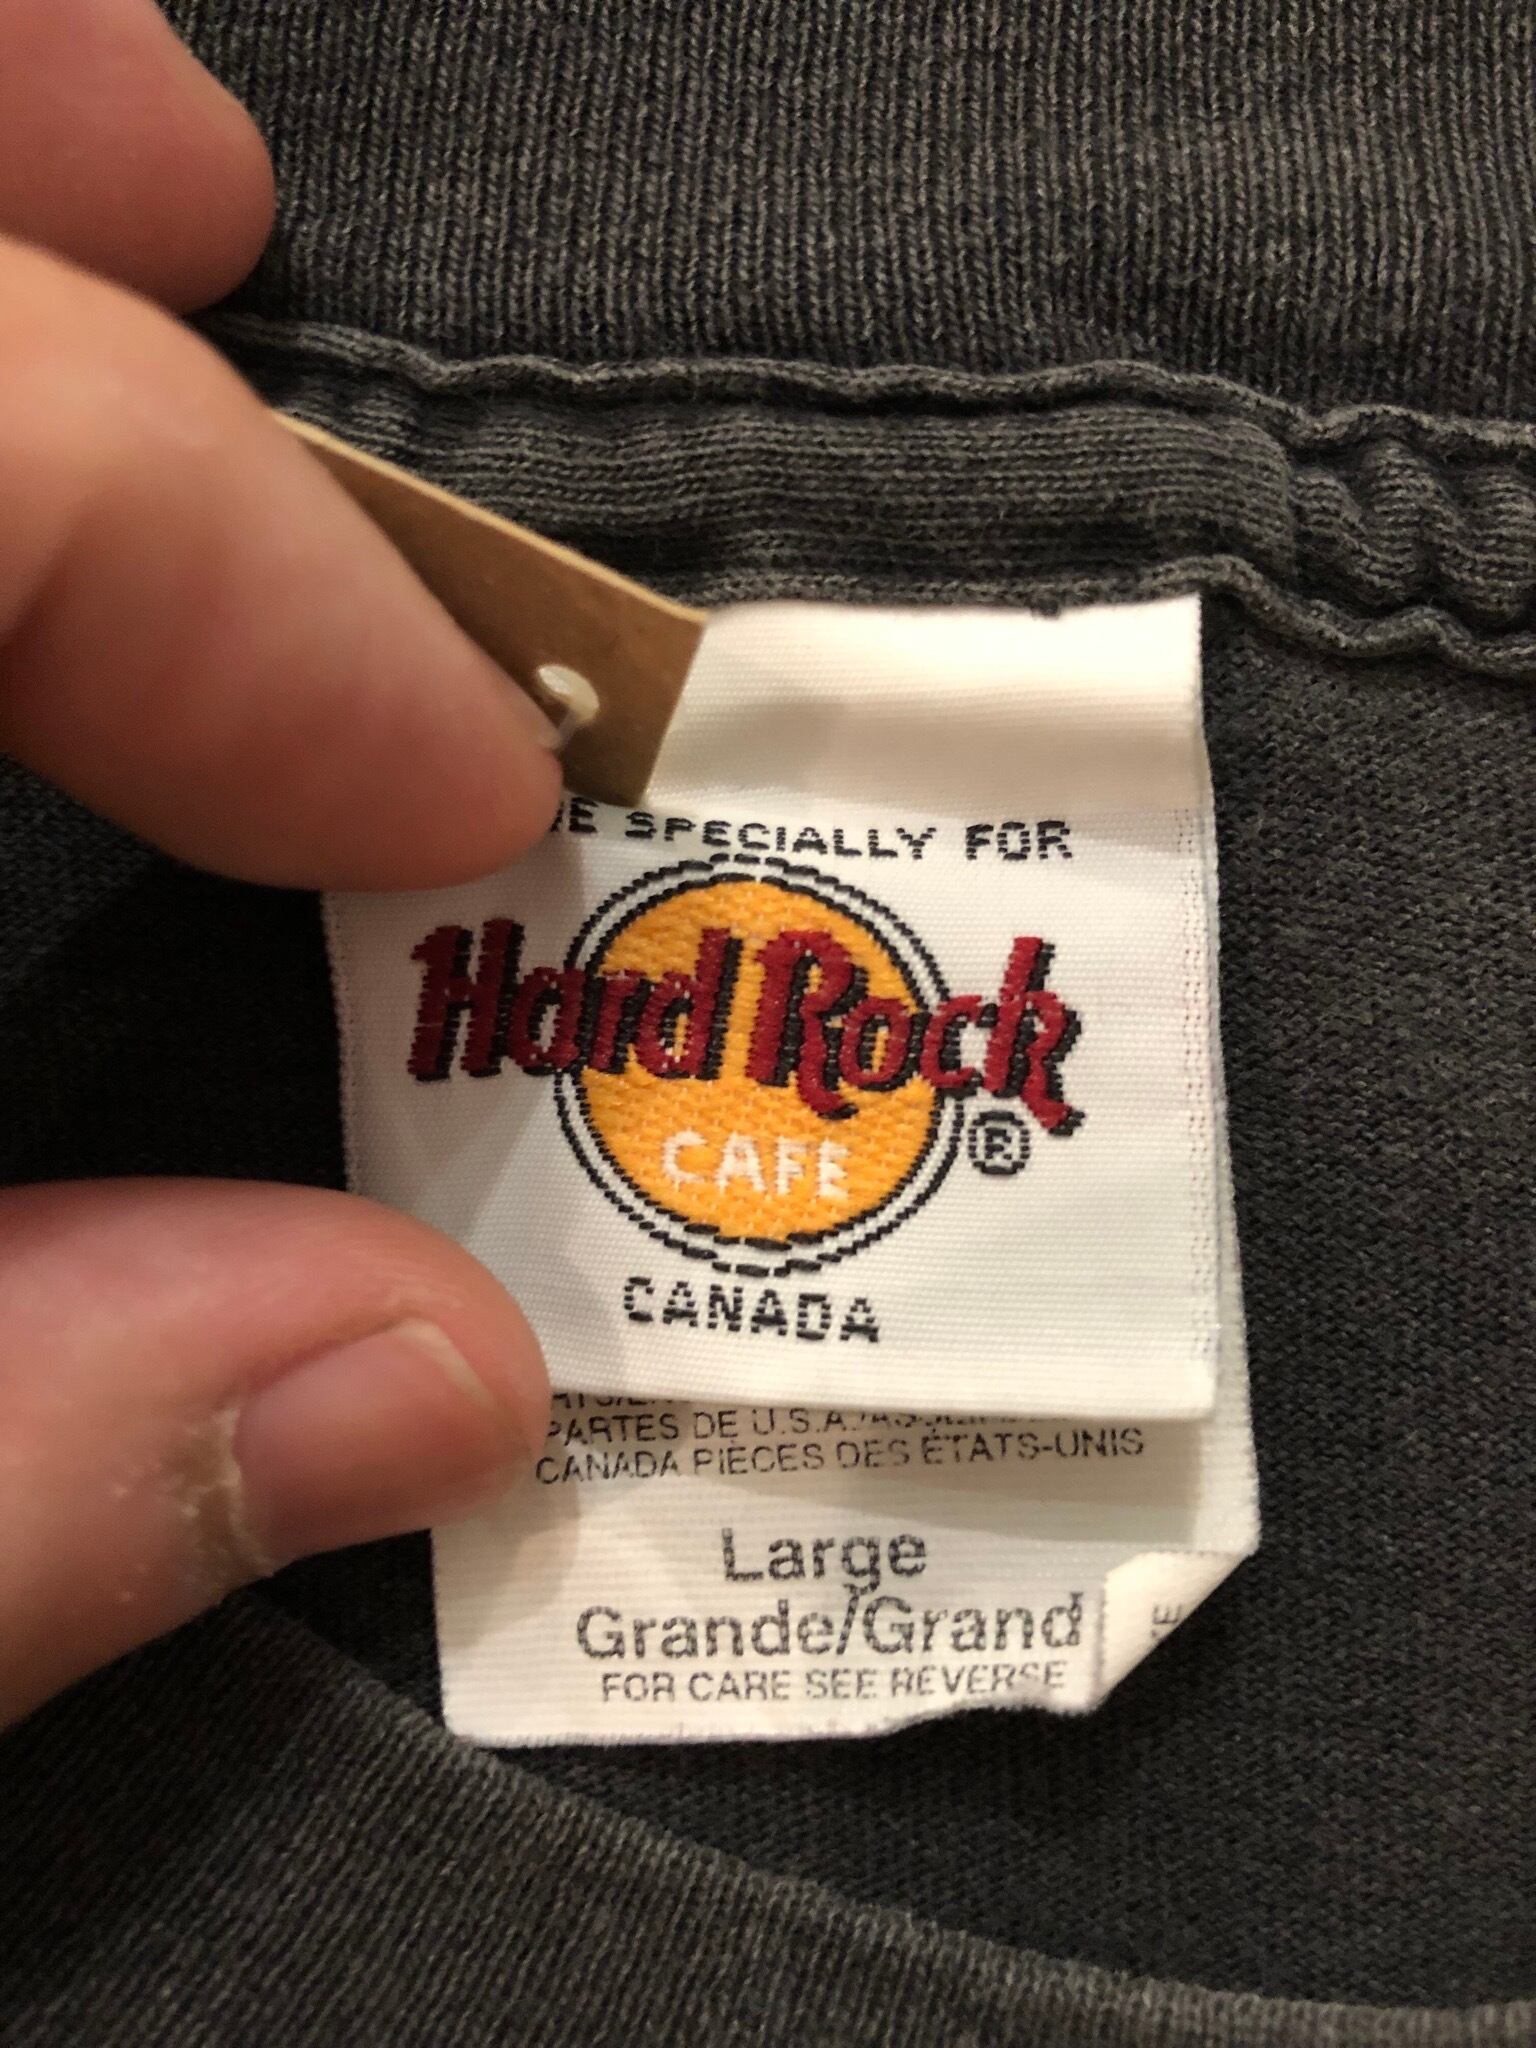 SPECIALLY FOR
Hard Rock
CAFE
®
CANADA
PARTES DE U.S.A./
CANADA PIÈCES DES ÉTATS-UNIS
Large
Grande/Grand
FOR CARE SEE REVERSE